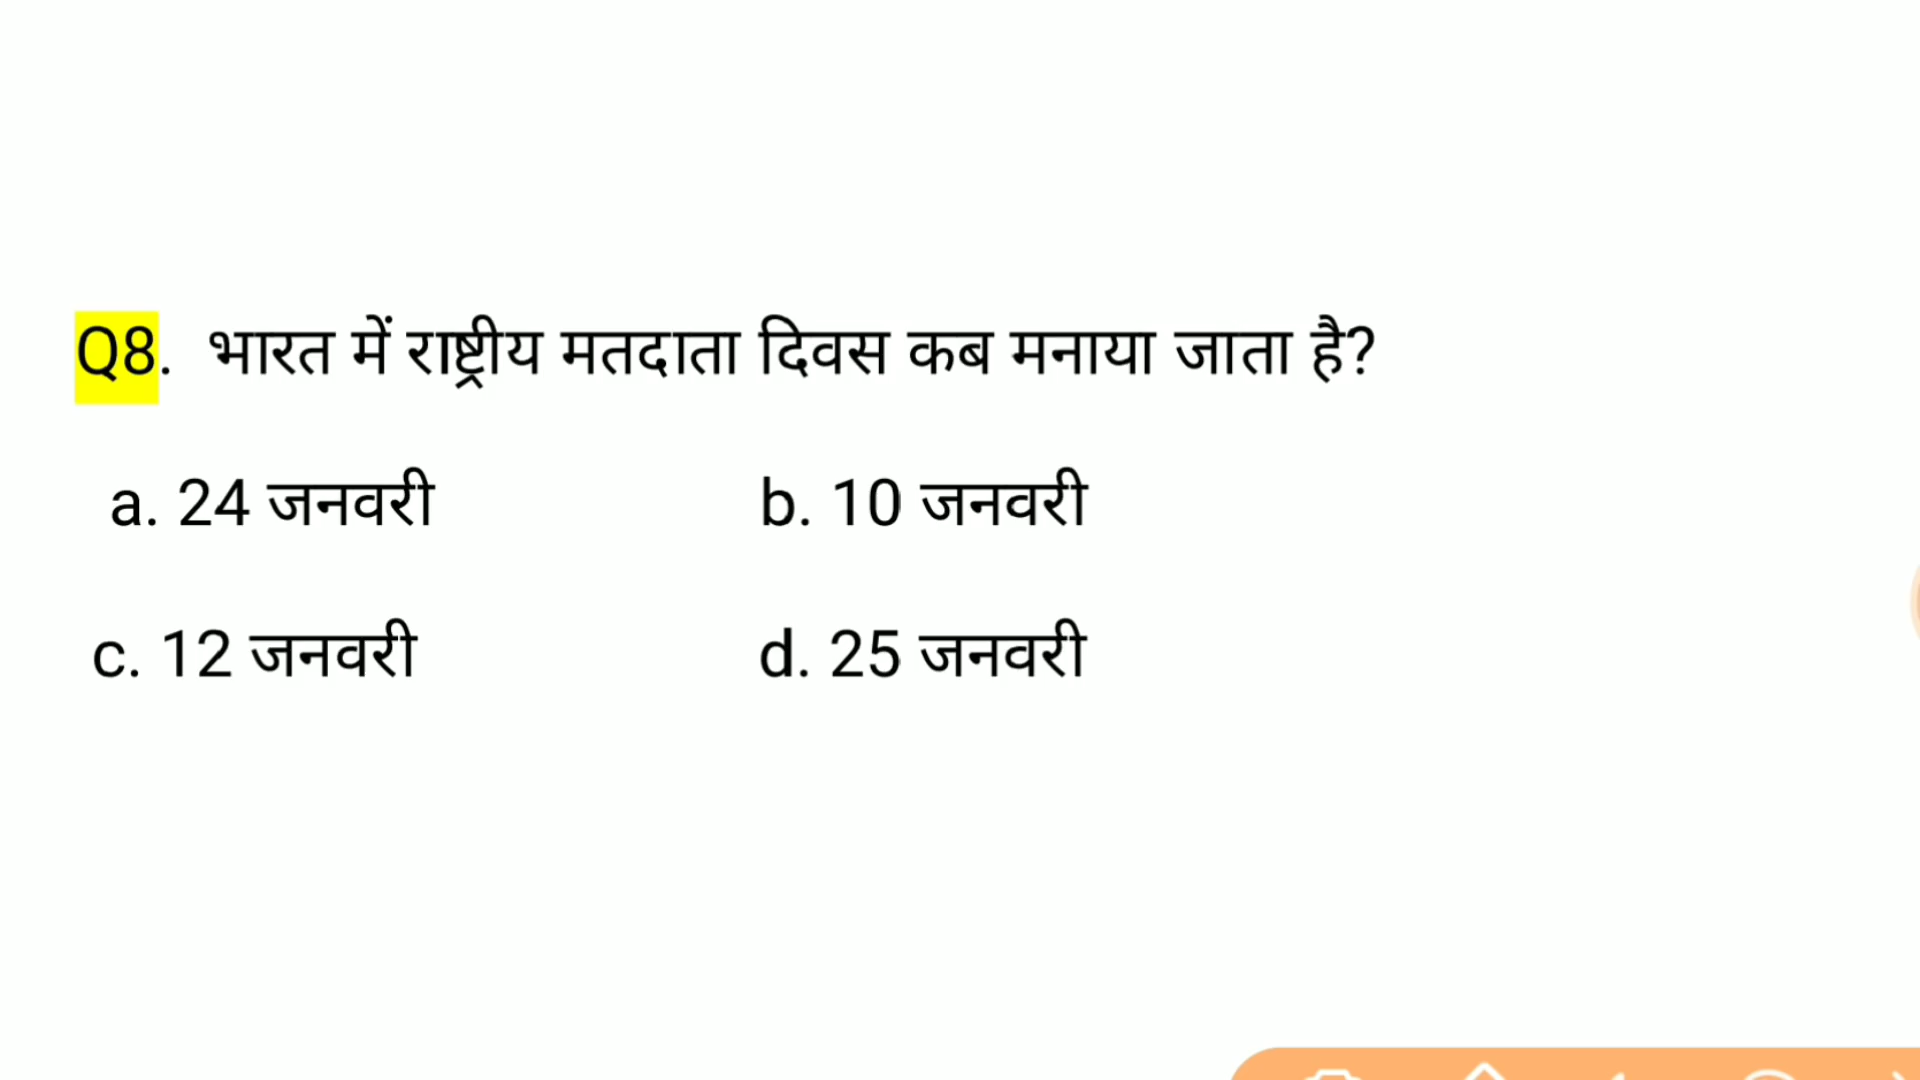 Q8. भारत में राष्ट्रीय मतदाता दिवस कब मनाया जाता है?
a. 24 जनवरी b. 10 जनवरी
c. 12 जनवरी d. 25 जनवरी